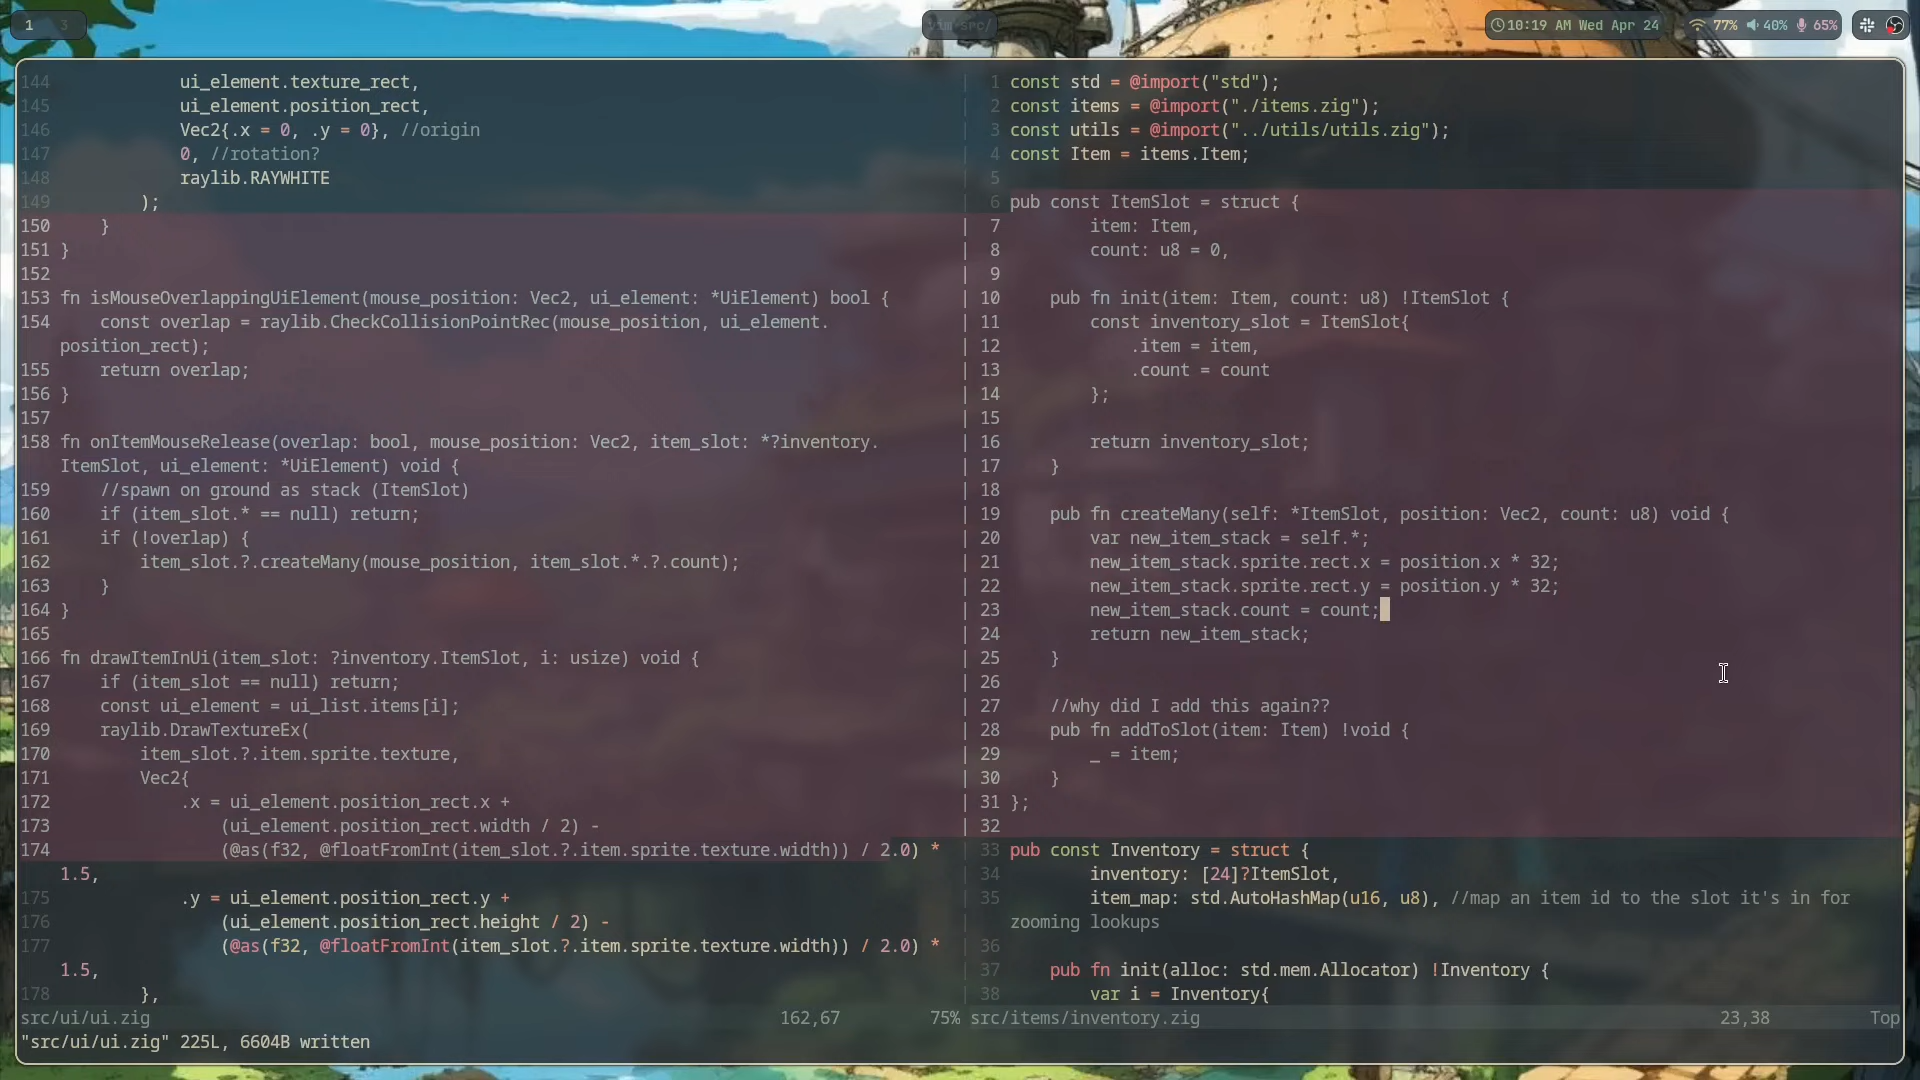 1 3
vim src/
10:19 AM Wed Apr 24
77% 40% 65%
144 ui_element.texture_rect,
145 ui_element.position_rect,
146 Vec2{.x = 0, .y = 0}, //origin
147 0, //rotation?
148 raylib.RAYWHITE
149 );
150 }
151 }
152
153 fn isMouseOverlappingUiElement(mouse_position: Vec2, ui_element: *UiElement) bool {
154 const overlap = raylib.CheckCollisionPointRec(mouse_position, ui_element.
position_rect);
155 return overlap;
156 }
157
158 fn onItemMouseRelease(overlap: bool, mouse_position: Vec2, item_slot: *?inventory.
ItemSlot, ui_element: *UiElement) void {
159 //spawn on ground as stack (ItemSlot)
160 if (item_slot.* == null) return;
161 if (!overlap) {
162 item_slot.?.createMany(mouse_position, item_slot.*.?.count);
163 }
164 }
165
166 fn drawItemInUi(item_slot: ?inventory.ItemSlot, i: usize) void {
167 if (item_slot == null) return;
168 const ui_element = ui_list.items[i];
169 raylib.DrawTextureEx(
170 item_slot.?.item.sprite.texture,
171 Vec2{
172 .x = ui_element.position_rect.x +
173 (ui_element.position_rect.width / 2) -
174 (@as(f32, @floatFromInt(item_slot.?.item.sprite.texture.width)) / 2.0) *
1.5,
175 .y = ui_element.position_rect.y +
176 (ui_element.position_rect.height / 2) -
177 (@as(f32, @floatFromInt(item_slot.?.item.sprite.texture.width)) / 2.0) *
1.5,
178 },
src/ui/ui.zig 162,67 75%
1 const std = @import("std");
2 const items = @import("./items.zig");
3 const utils = @import("../utils/utils.zig");
4 const Item = items.Item;
5
6 pub const ItemSlot = struct {
7 item: Item,
8 count: u8 = 0,
9
10 pub fn init(item: Item, count: u8) !ItemSlot {
11 const inventory_slot = ItemSlot{
12 .item = item,
13 .count = count
14 };
15
16 return inventory_slot;
17 }
18
19 pub fn createMany(self: *ItemSlot, position: Vec2, count: u8) void {
20 var new_item_stack = self.*;
21 new_item_stack.sprite.rect.x = position.x * 32;
22 new_item_stack.sprite.rect.y = position.y * 32;
23 new_item_stack.count = count;
24 return new_item_stack;
25 }
26
27 //why did I add this again??
28 pub fn addToSlot(item: Item) !void {
29 _ = item;
30 }
31 };
32
33 pub const Inventory = struct {
34 inventory: [24]?ItemSlot,
35 item_map: std.AutoHashMap(u16, u8), //map an item id to the slot it's in for
zooming lookups
36
37 pub fn init(alloc: std.mem.Allocator) !Inventory {
38 var i = Inventory{
src/items/inventory.zig 23,38 Top
"src/ui/ui.zig" 225L, 6604B written